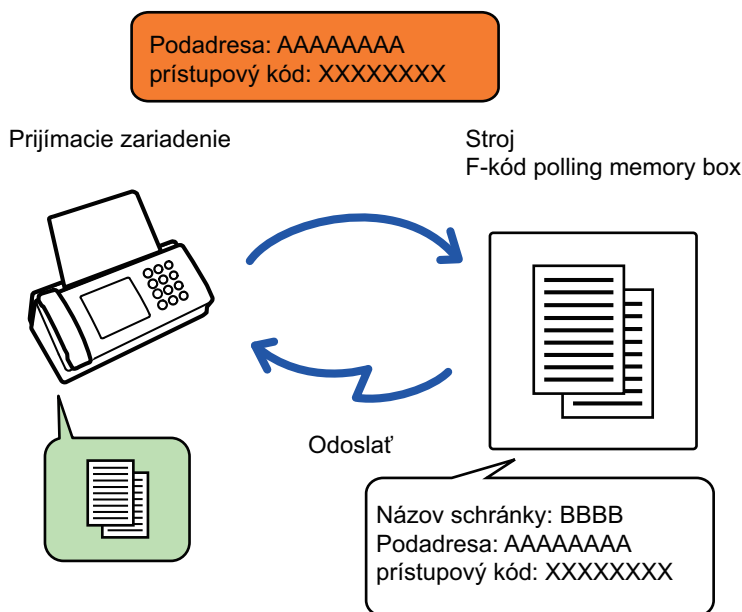 Podadresa: AAAAAAAA
prístupový kód: XXXXXXXX
Prijímacie zariadenie
Stroj
F-kód polling memory box
Odoslať
Názov schránky: BBBB
Podadresa: AAAAAAAA
prístupový kód: XXXXXXXX